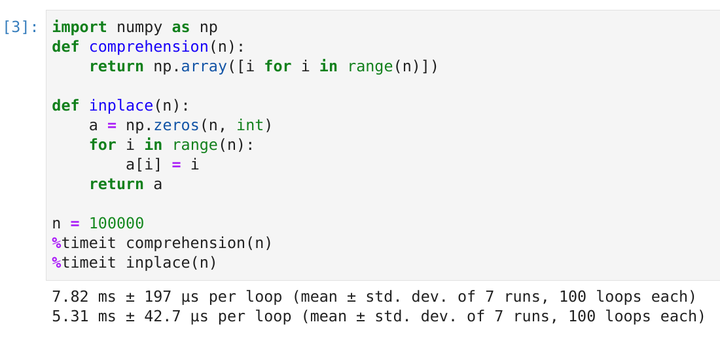 [3]: import numpy as np
def comprehension(n):
    return np.array([i for i in range(n)])

def inplace(n):
    a = np.zeros(n, int)
    for i in range(n):
        a[i] = i
    return a

n = 100000
%timeit comprehension(n)
%timeit inplace(n)
7.82 ms ± 197 µs per loop (mean ± std. dev. of 7 runs, 100 loops each)
5.31 ms ± 42.7 µs per loop (mean ± std. dev. of 7 runs, 100 loops each)